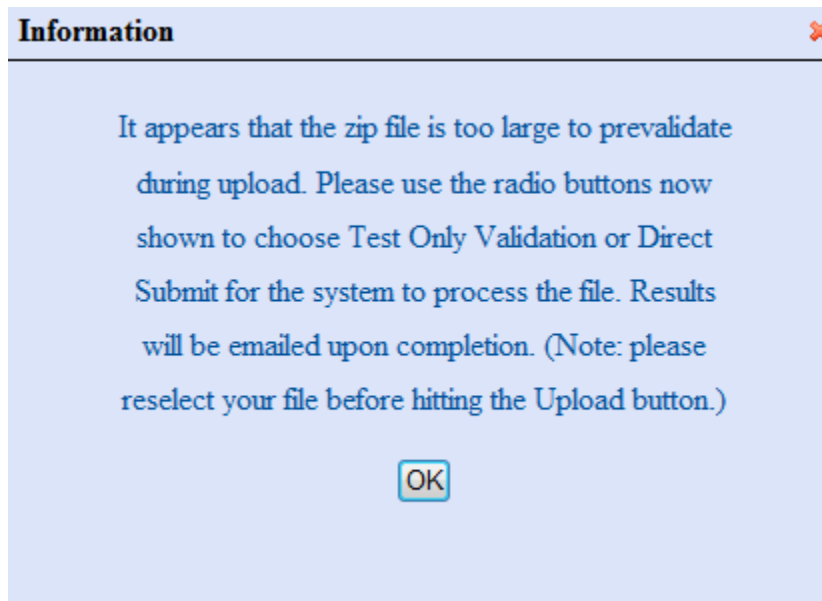 Information
It appears that the zip file is too large to prevalidate
during upload. Please use the radio buttons now
shown to choose Test Only Validation or Direct
Submit for the system to process the file. Results
will be emailed upon completion. (Note: please
reselect your file before hitting the Upload button.)
OK